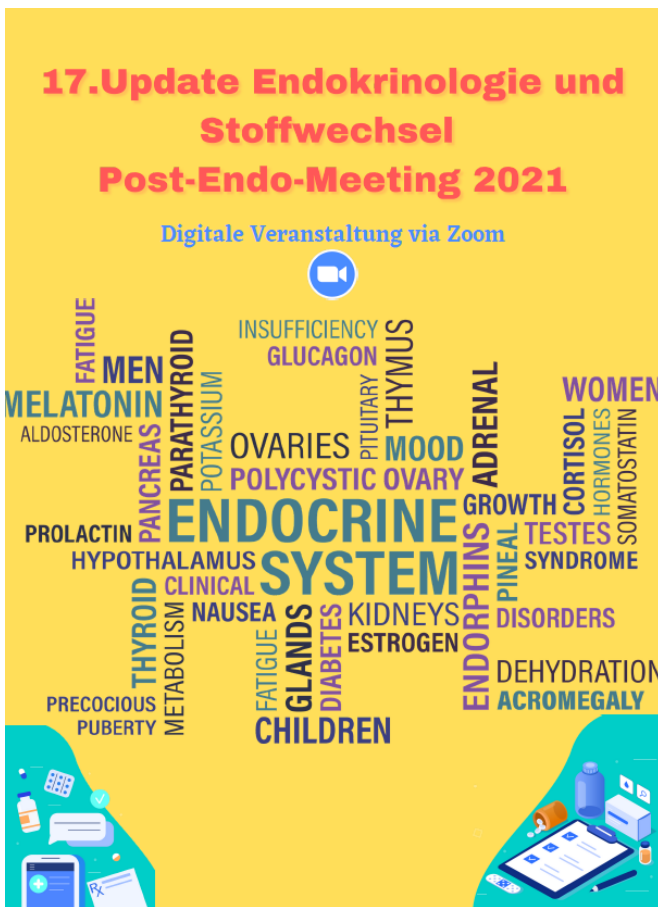 17.Update Endokrinologie und
Stoffwechsel
Post-Endo-Meeting 2021
Digitale Veranstaltung via Zoom
FATIGUE
MEN
MELATONIN
ALDOSTERONE
PANCREAS
PARATHYROID
POTASSIUM
INSUFFICIENCY
GLUCAGON
PITUITARY
THYMUS
OVARIES
MOOD
ADRENAL
POLYCYSTIC OVARY
WOMEN
CORTISOL
HORMONES
SOMATOSTATIN
ENDOCRINE
SYSTEM
GROWTH
PROLACTIN
HYPOTHALAMUS
CLINICAL
ENDORPHINS
PINEAL
TESTES
SYNDROME
THYROID
METABOLISM
NAUSEA
FATIGUE
GLANDS
DIABETES
KIDNEYS
ESTROGEN
DISORDERS
DEHYDRATION
ACROMEGALY
PRECOCIOUS
PUBERTY
CHILDREN
Rx